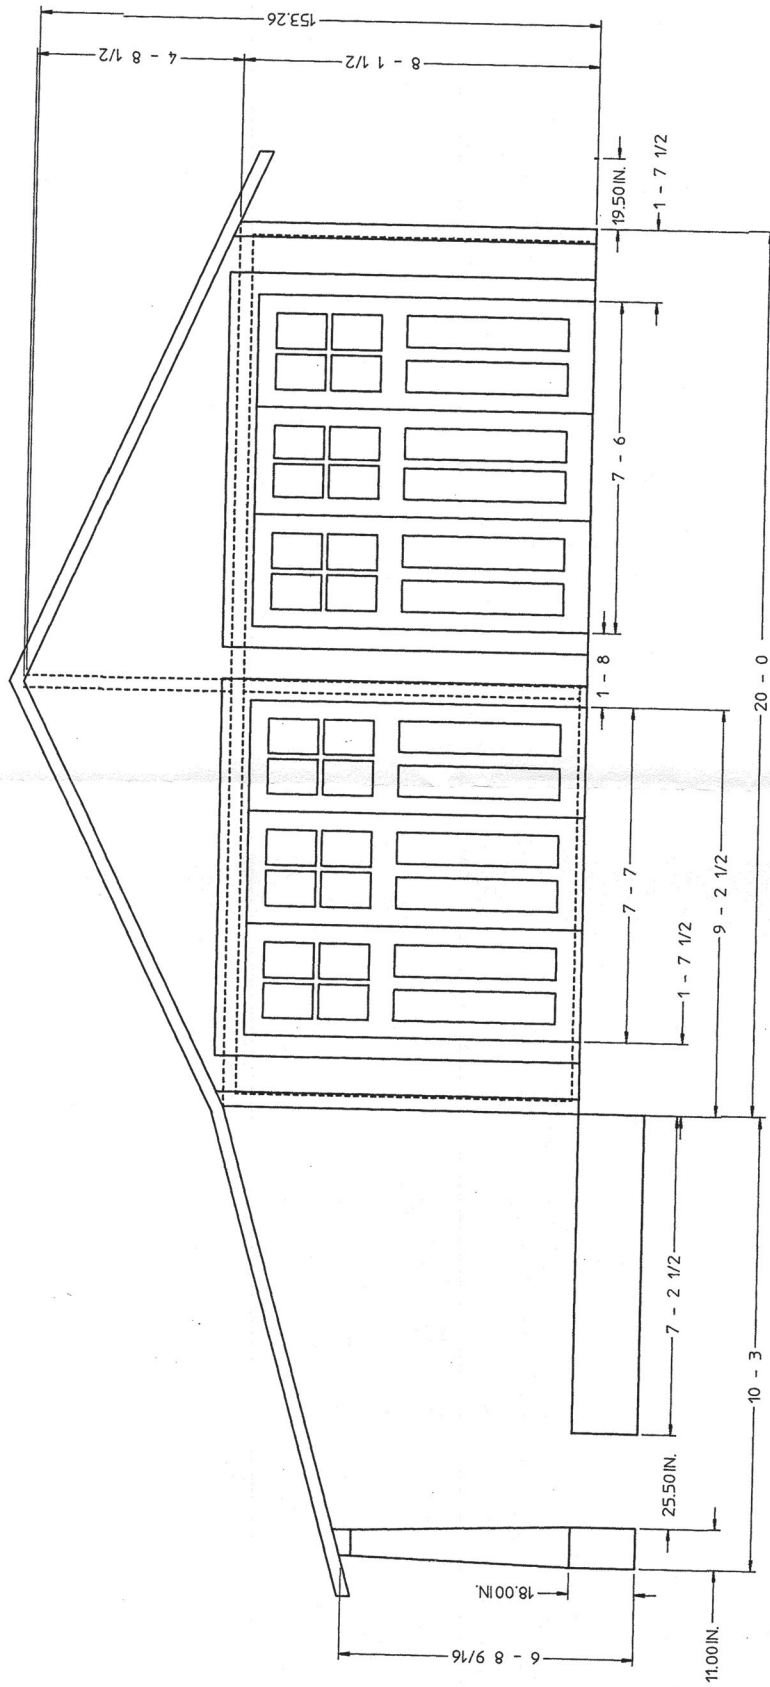 153.26
4 - 8 1/2
8 - 1 1/2
19.50 IN.
1 - 7 1/2
7 - 6
1 - 8
20 - 0
7 - 7
9 - 2 1/2
1 - 7 1/2
7 - 2 1/2
10 - 3
25.50 IN.
18.00 IN.
11.00 IN.
6 - 8 9/16